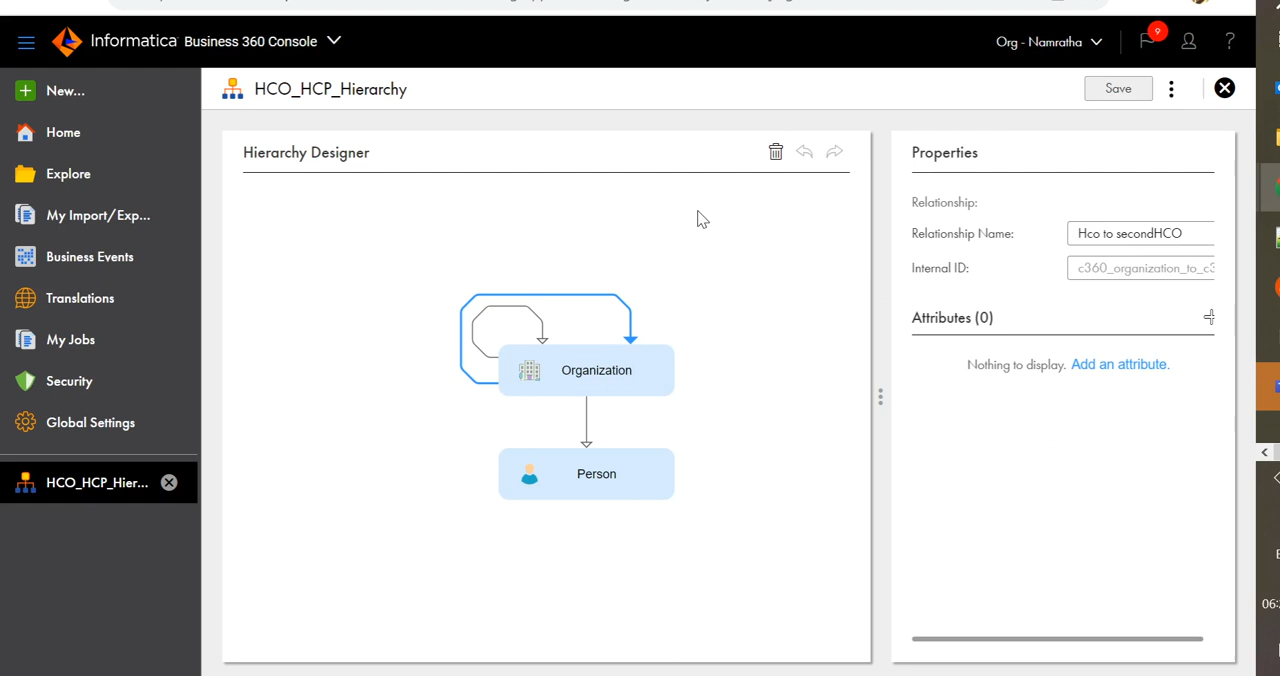 Informatica Business 360 Console
Org - Namratha
9
?
New...
Home
Explore
My Import/Exp...
Business Events
Translations
My Jobs
Security
Global Settings
HCO_HCP_Hier...
HCO_HCP_Hierarchy
Save
Hierarchy Designer
Organization
Person
Properties
Relationship:
Relationship Name:
Hco to secondHCO
Internal ID:
c360_organization_to_c3
Attributes (0)
Nothing to display. Add an attribute.